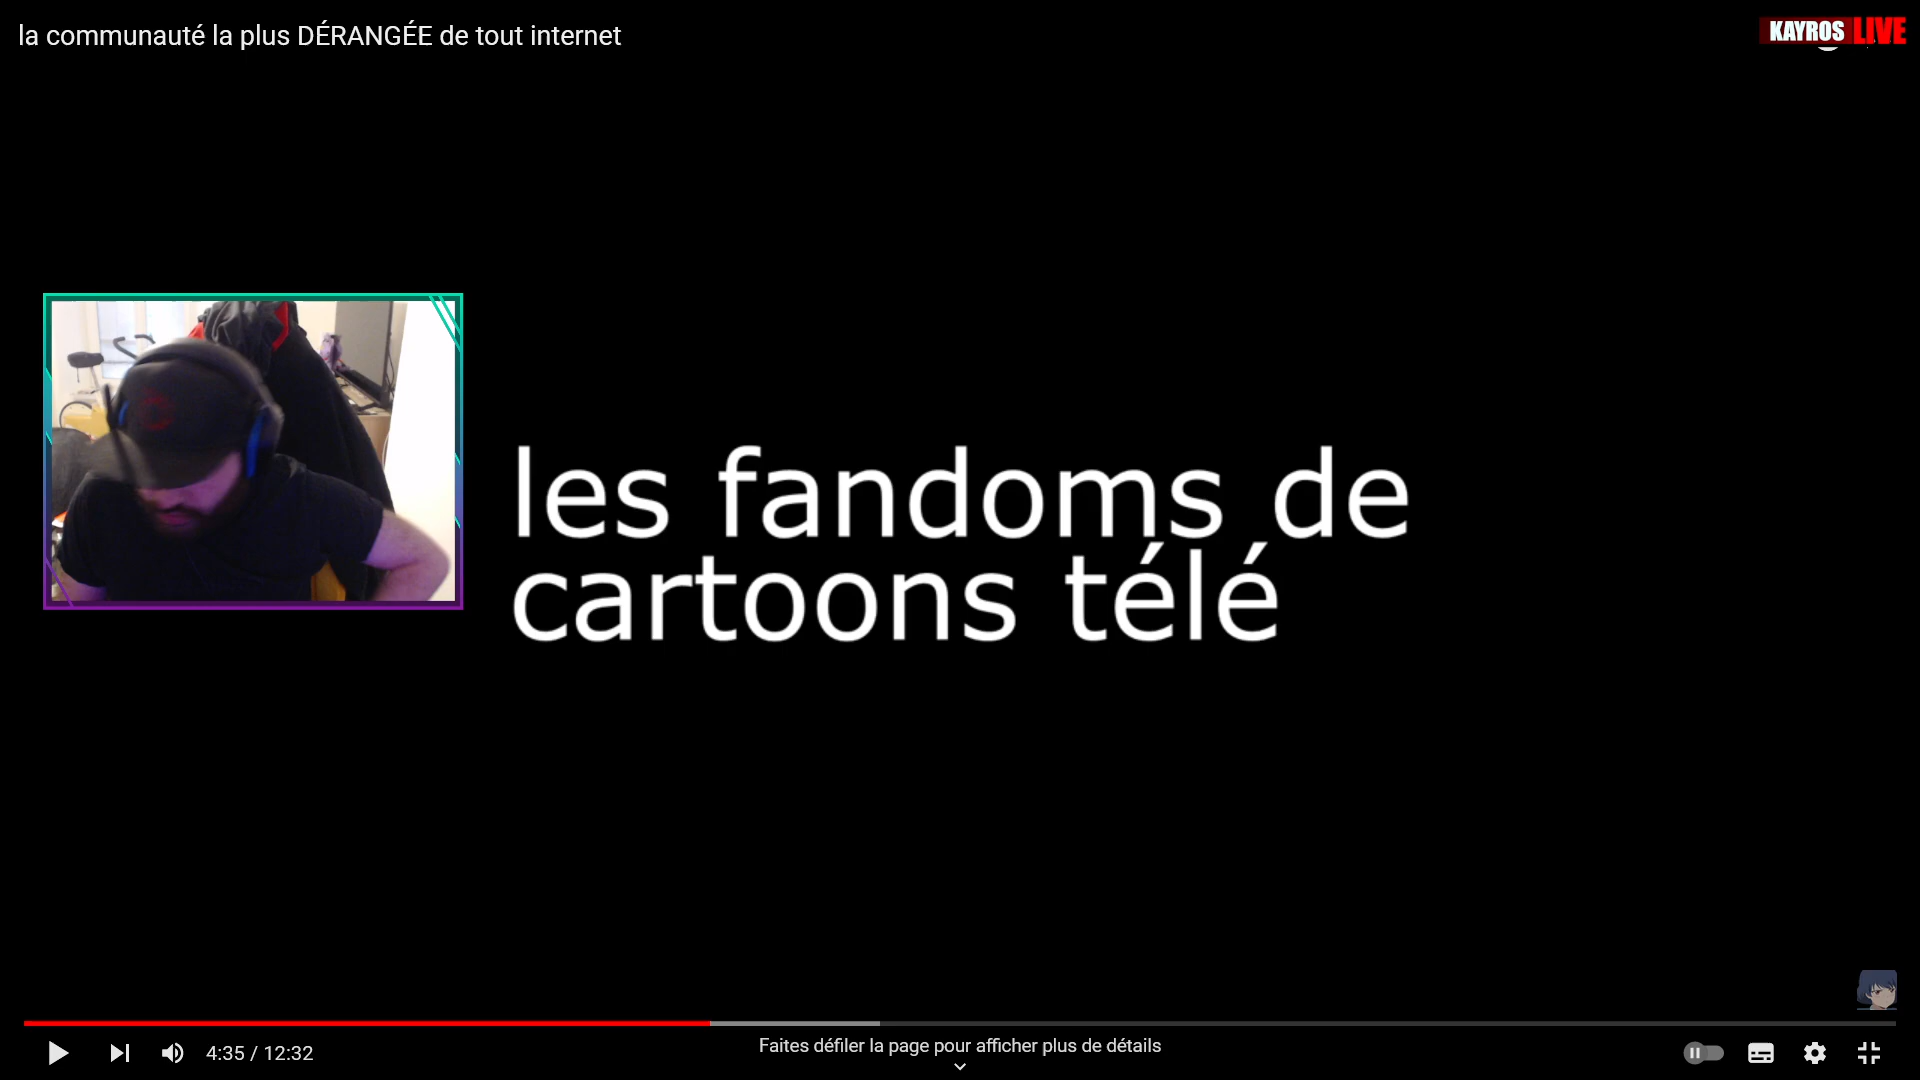 la communauté la plus DÉRANGÉE de tout internet
KAYROS LIVE
les fandoms de
cartoons télé
4:35 / 12:32
Faites défiler la page pour afficher plus de détails